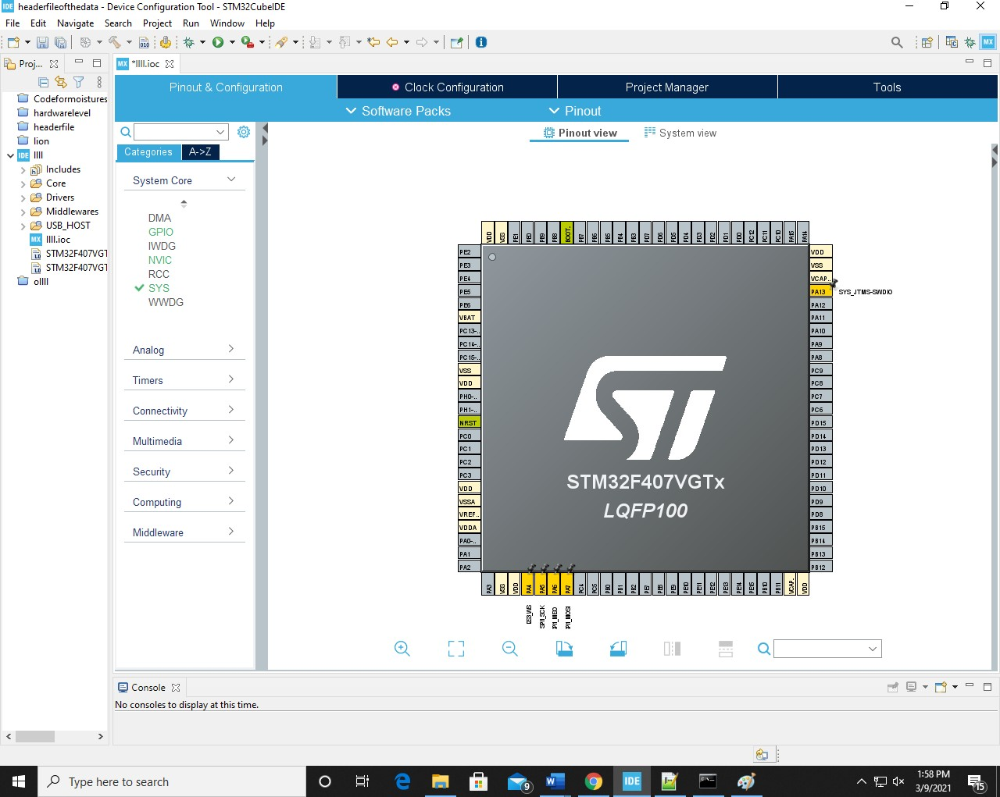 IDE headerfileofthedata - Device Configuration Tool - STM32CubeIDE
File Edit Navigate Search Project Run Window Help
Proj...
MX *llll.ioc
Pinout & Configuration
Clock Configuration
Project Manager
Tools
Software Packs
Pinout
Codeformoistures
hardwarelevel
headerfile
lion
IDE llll
Includes
Core
Drivers
Middlewares
USB_HOST
MX llll.ioc
STM32F407VGT
STM32F407VGT
ollll
Categories
A->Z
System Core
DMA
GPIO
IWDG
NVIC
RCC
SYS
WWDG
Analog
Timers
Connectivity
Multimedia
Security
Computing
Middleware
Pinout view
System view
VDD VSS PE1 PE0 PB9 PB8 BOOT.. PB7 PB6 PB5 PB4 PB3 PD7 PD6 PD5 PD4 PD3 PD2 PD1 PD0 PC12 PC11 PC10 PA15 PA14
PE2
PE3
PE4
PE5
PE6
VBAT
PC13-..
PC14-..
PC15-..
VSS
VDD
PH0-..
PH1-..
NRST
PC0
PC1
PC2
PC3
VDD
VSSA
VREF..
VDDA
PA0-..
PA1
PA2
ST
STM32F407VGTx
LQFP100
VDD
VSS
VCAP..
PA13 SYS_JTMS-SWDIO
PA12
PA11
PA10
PA9
PA8
PC9
PC8
PC7
PC6
PD15
PD14
PD13
PD12
PD11
PD10
PD9
PD8
PB15
PB14
PB13
PB12
PA3 VSS VDD PA4 PA5 PA6 PA7 PC4 PC5 PB0 PB1 PB2 PE7 PE8 PE9 PE10 PE11 PE12 PE13 PE14 PE15 PB10 PB11 VCAP.. VDD
SPI1_SCK
Console
No consoles to display at this time.
Type here to search
9
IDE
1:58 PM
3/9/2021
15